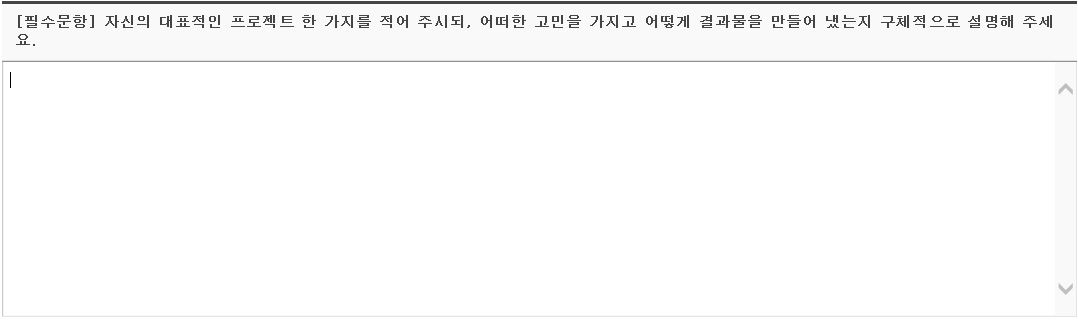 [필수문항] 자신의 대표적인 프로젝트 한 가지를 적어 주시되, 어떠한 고민을 가지고 어떻게 결과물을 만들어 냈는지 구체적으로 설명해 주세
요.